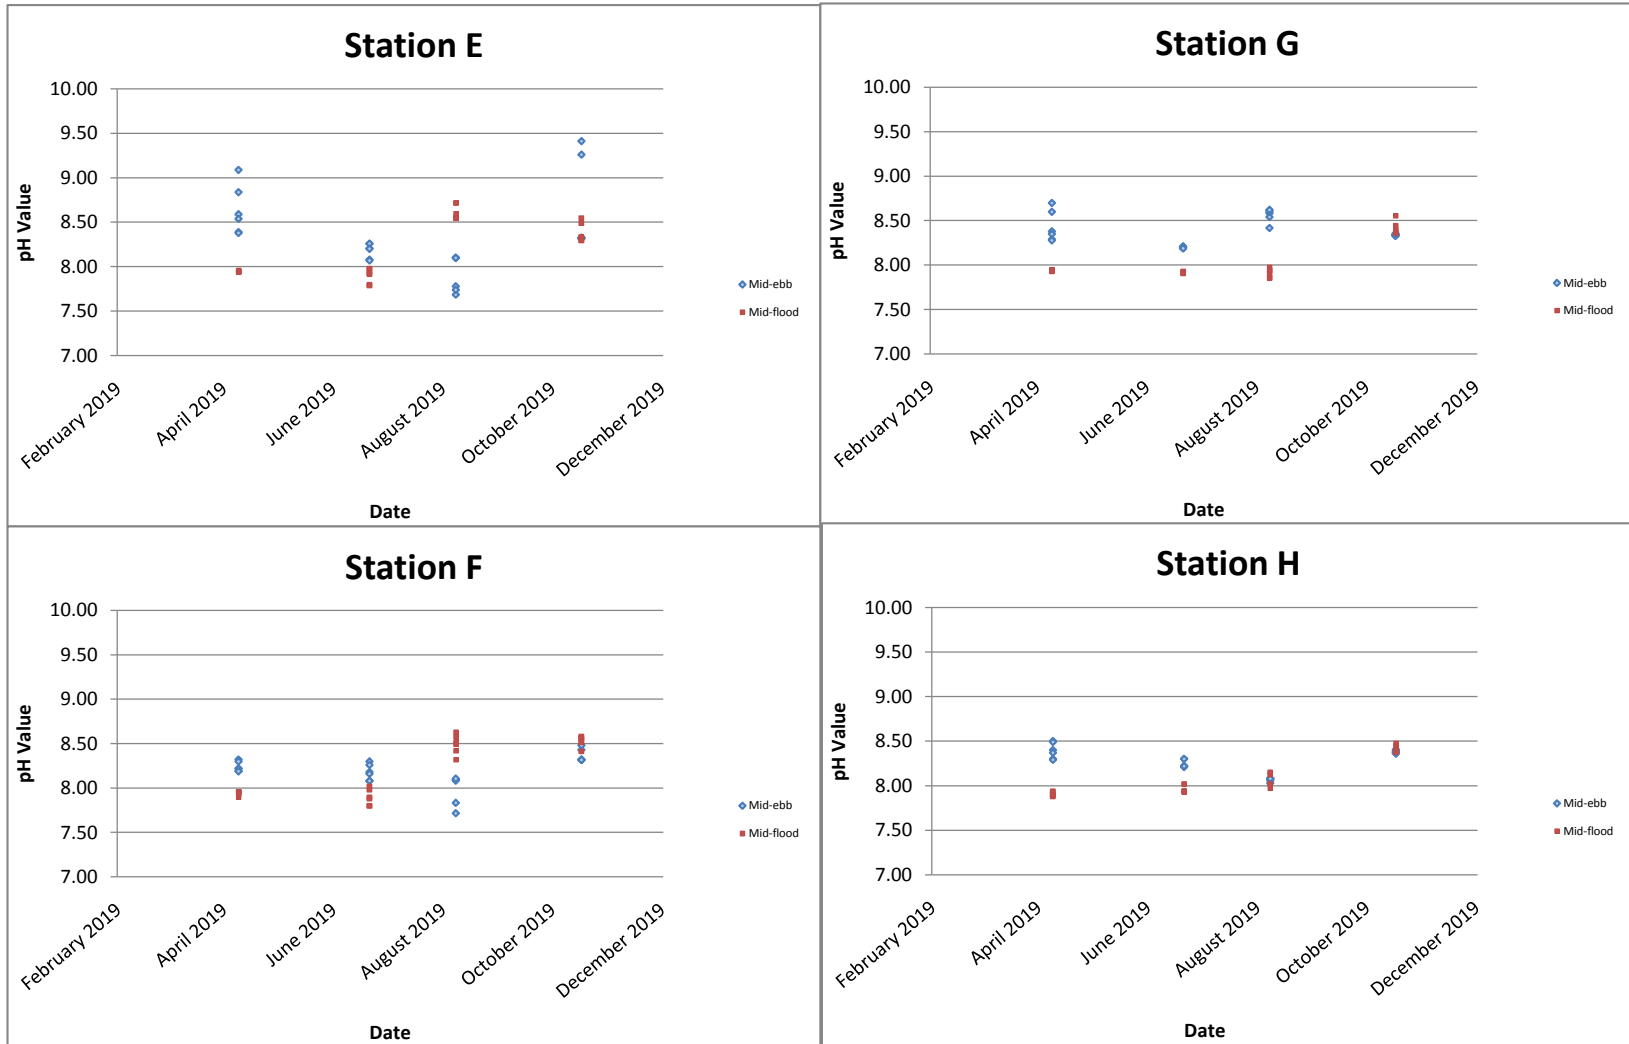 Station E
10.00
9.50
9.00
8.50
8.00
7.50
7.00
pH Value
February 2019
April 2019
June 2019
August 2019
October 2019
December 2019
Date
Mid-ebb
Mid-flood
Station G
10.00
9.50
9.00
8.50
8.00
7.50
7.00
pH Value
February 2019
April 2019
June 2019
August 2019
October 2019
December 2019
Date
Mid-ebb
Mid-flood
Station F
10.00
9.50
9.00
8.50
8.00
7.50
7.00
pH Value
February 2019
April 2019
June 2019
August 2019
October 2019
December 2019
Date
Mid-ebb
Mid-flood
Station H
10.00
9.50
9.00
8.50
8.00
7.50
7.00
pH Value
February 2019
April 2019
June 2019
August 2019
October 2019
December 2019
Date
Mid-ebb
Mid-flood